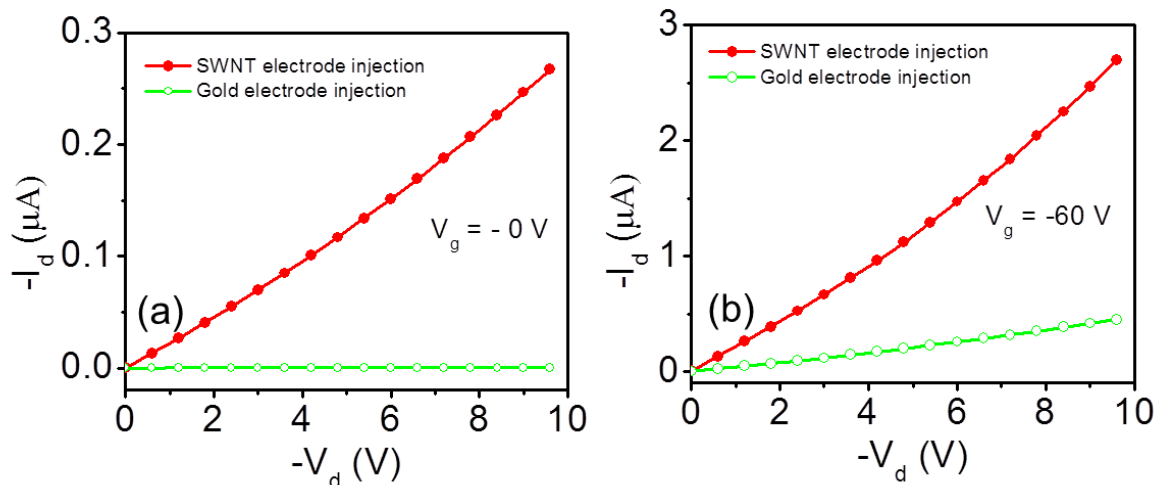 0.3
0.2
0.1
0.0
-I_d (µA)
SWNT electrode injection
Gold electrode injection
V_g = - 0 V
(a)
0 2 4 6 8 10
-V_d (V)
3
2
1
0
-I_d (µA)
SWNT electrode injection
Gold electrode injection
V_g = -60 V
(b)
0 2 4 6 8 10
-V_d (V)